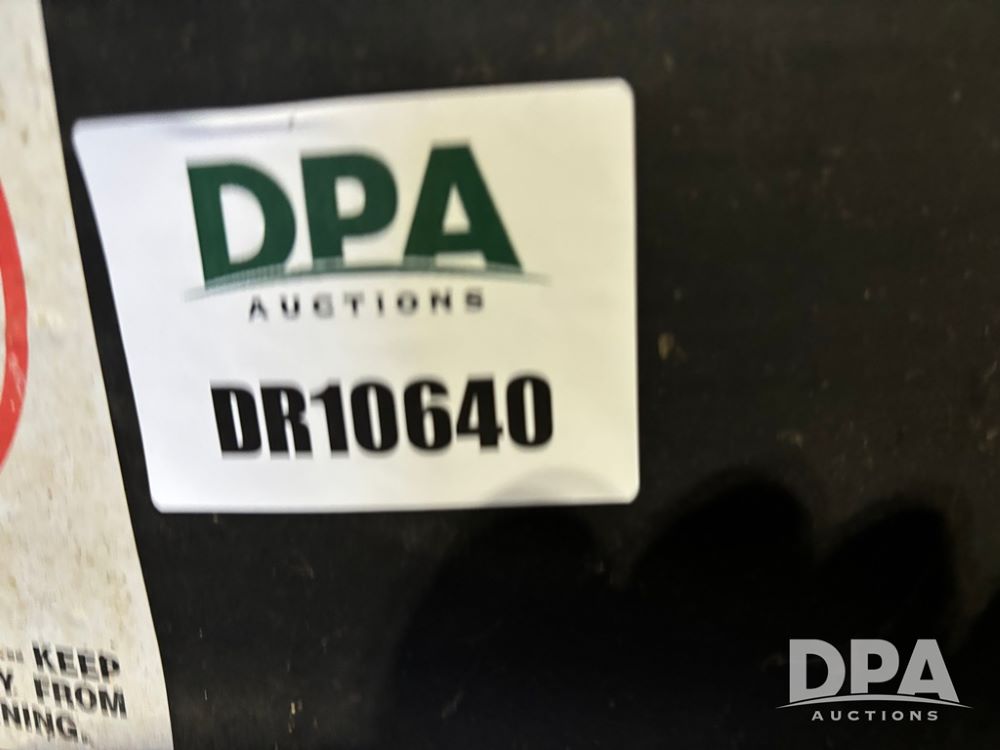 DPA
AUCTIONS
DR10640
KEEP
Y FROM
NING.
DPA
AUCTIONS